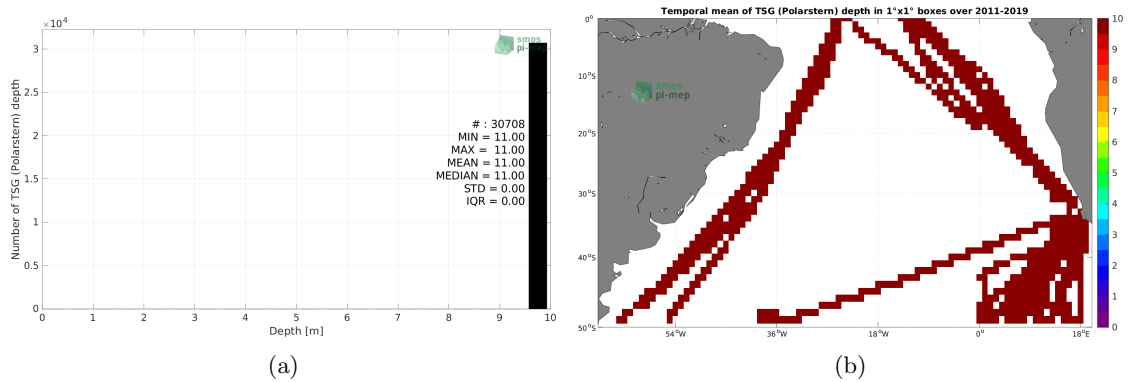 ×10⁴
3
2.5
2
1.5
1
0.5
0
Number of TSG (Polarstern) depth
smos
pi-mep
# : 30708
MIN = 11.00
MAX = 11.00
MEAN = 11.00
MEDIAN = 11.00
STD = 0.00
IQR = 0.00
0 1 2 3 4 5 6 7 8 9 10
Depth [m]
(a)
Temporal mean of TSG (Polarstern) depth in 1°x1° boxes over 2011-2019
0°
10°S
20°S
30°S
40°S
50°S
smos
pi-mep
54°W 36°W 18°W 0° 18°E
10
9
8
7
6
5
4
3
2
1
0
(b)